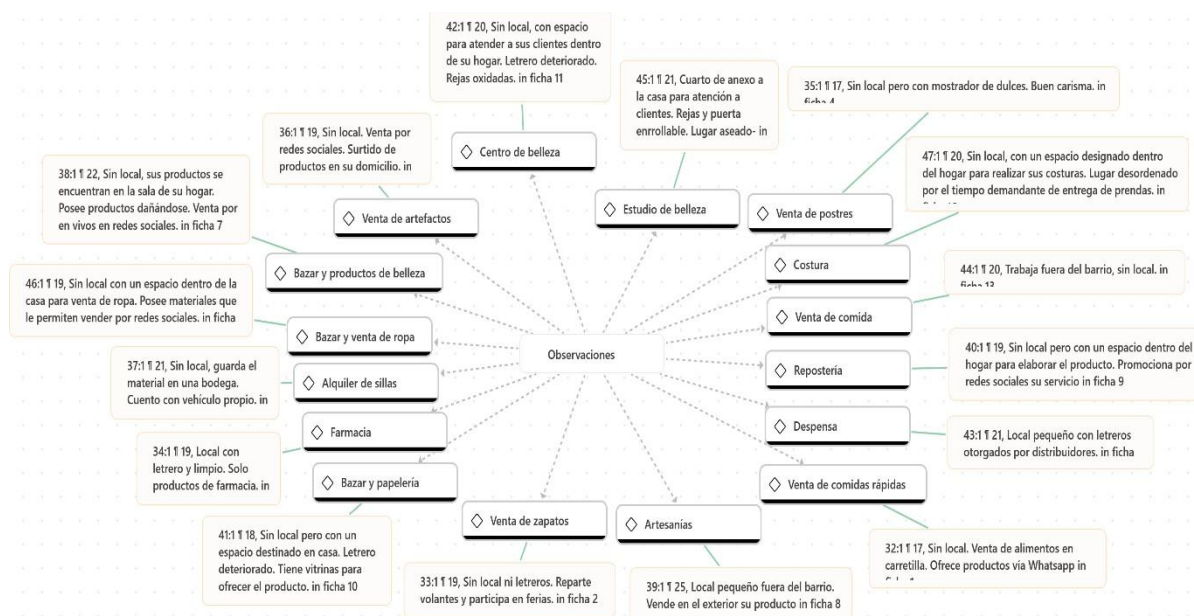 42:1 ¶ 20, Sin local, con espacio
para atender a sus clientes dentro
de su hogar. Letrero deteriorado.
Rejas oxidadas. in ficha 11
45:1 ¶ 21, Cuarto de anexo a
la casa para atención a
clientes. Rejas y puerta
enrrollable. Lugar aseado- in
35:1 ¶ 17, Sin local pero con mostrador de
dulces. Buen carisma. in
ficha 4
36:1 ¶ 19, Sin local. Venta por
redes sociales. Surtido de
productos en su domicilio. in
Centro de belleza
47:1 ¶ 20, Sin local, con un espacio designado dentro
del hogar para realizar sus costuras. Lugar desordenado
por el tiempo demandante de entrega de prendas. in
38:1 ¶ 22, Sin local, sus productos se
encuentran en la sala de su hogar.
Posee productos dañándose. Venta por
en vivos en redes sociales. in ficha 7
Venta de artefactos
Estudio de belleza
Venta de postres
Bazar y productos de belleza
Costura
44:1 ¶ 20, Trabaja fuera del barrio, sin local. in
ficha 13
46:1 ¶ 19, Sin local con un espacio dentro de la
casa para venta de ropa. Posee materiales que
le permiten vender por redes sociales. in ficha
Venta de comida
Bazar y venta de ropa
Observaciones
40:1 ¶ 19, Sin local pero con un espacio dentro del
hogar para elaborar el producto. Promociona por
redes sociales su servicio in ficha 9
37:1 ¶ 21, Sin local, guarda el
material en una bodega.
Cuento con vehículo propio. in
Alquiler de sillas
Repostería
Farmacia
Despensa
43:1 ¶ 21, Local pequeño con letreros
otorgados por distribuidores. in ficha
34:1 ¶ 19, Local con
letrero y limpio. Solo
productos de farmacia. in
Bazar y papelería
Venta de comidas rápidas
Venta de zapatos
Artesanías
41:1 ¶ 18, Sin local pero con un
espacio destinado en casa. Letrero
deteriorado. Tiene vitrinas para
ofrecer el producto. in ficha 10
33:1 ¶ 19, Sin local ni letreros. Reparte
volantes y participa en ferias. in ficha 2
39:1 ¶ 25, Local pequeño fuera del barrio.
Vende en el exterior su producto in ficha 8
32:1 ¶ 17, Sin local. Venta de alimentos en
carretilla. Ofrece productos vía Whatsapp in